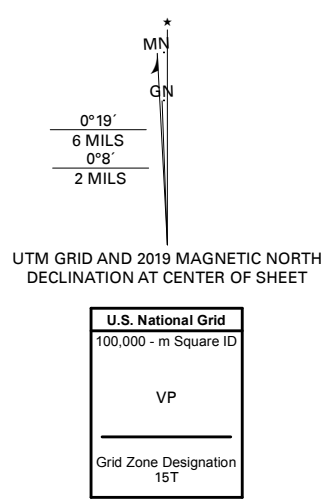 ★
MN
GN
0°19´
6 MILS
0°8´
2 MILS
UTM GRID AND 2019 MAGNETIC NORTH
DECLINATION AT CENTER OF SHEET
U.S. National Grid
100,000 - m Square ID
VP
Grid Zone Designation
15T